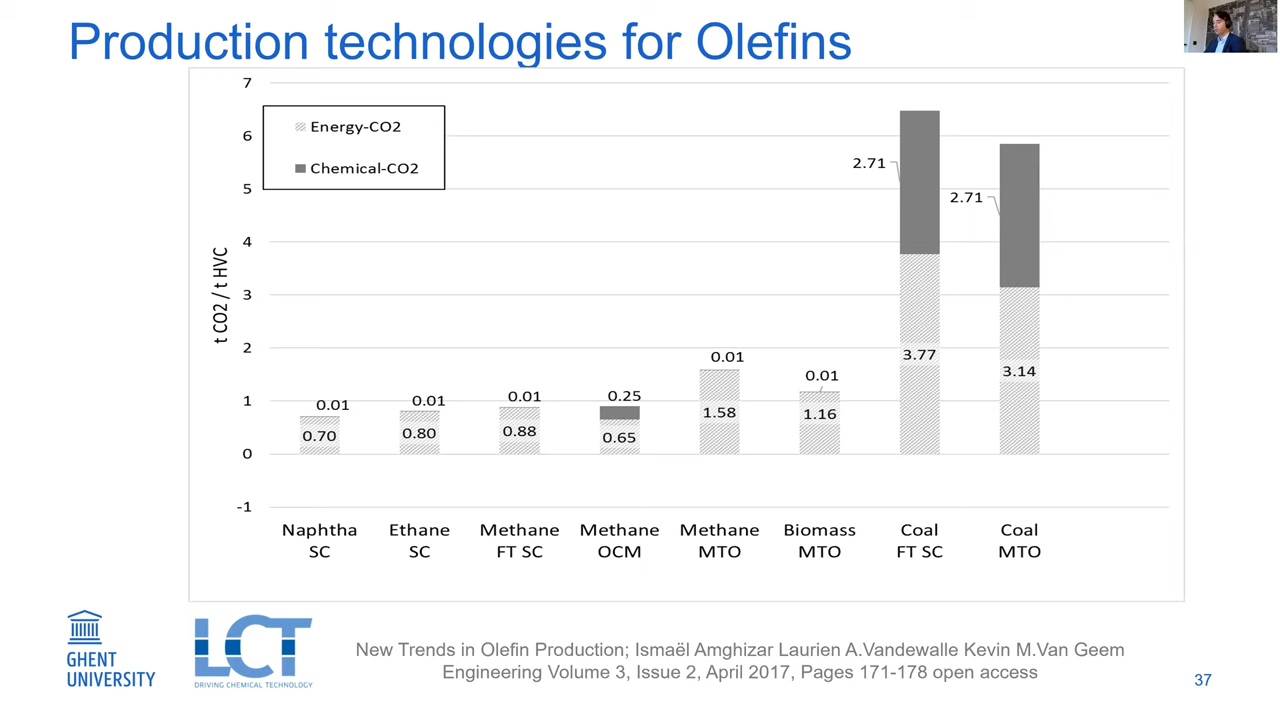 Production technologies for Olefins
7
6
5
4
3
2
1
0
-1
t CO2 / t HVC
Energy-CO2
Chemical-CO2
0.01
0.70
0.01
0.80
0.01
0.88
0.25
0.65
0.01
1.58
0.01
1.16
2.71
3.77
2.71
3.14
Naphtha
SC
Ethane
SC
Methane
FT SC
Methane
OCM
Methane
MTO
Biomass
MTO
Coal
FT SC
Coal
MTO
GHENT
UNIVERSITY
LCT
DRIVING CHEMICAL TECHNOLOGY
New Trends in Olefin Production; Ismaël Amghizar Laurien A.Vandewalle Kevin M.Van Geem
Engineering Volume 3, Issue 2, April 2017, Pages 171-178 open access
37